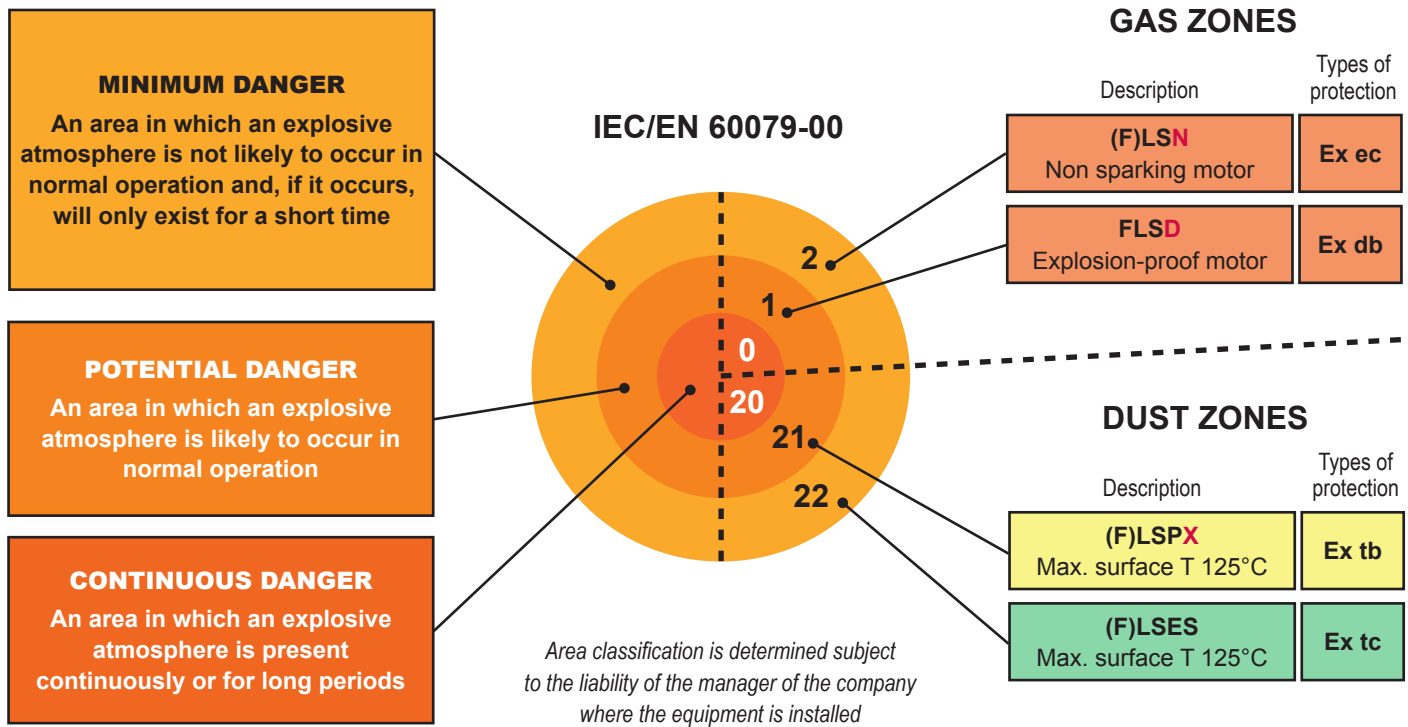 MINIMUM DANGER
An area in which an explosive
atmosphere is not likely to occur in
normal operation and, if it occurs,
will only exist for a short time
POTENTIAL DANGER
An area in which an explosive
atmosphere is likely to occur in
normal operation
CONTINUOUS DANGER
An area in which an explosive
atmosphere is present
continuously or for long periods
IEC/EN 60079-00
2
1
0
20
21
22
Area classification is determined subject
to the liability of the manager of the company
where the equipment is installed
GAS ZONES
Description
Types of
protection
(F)LSN
Non sparking motor
Ex ec
FLSD
Explosion-proof motor
Ex db
DUST ZONES
Description
Types of
protection
(F)LSPX
Max. surface T 125°C
Ex tb
(F)LSES
Max. surface T 125°C
Ex tc